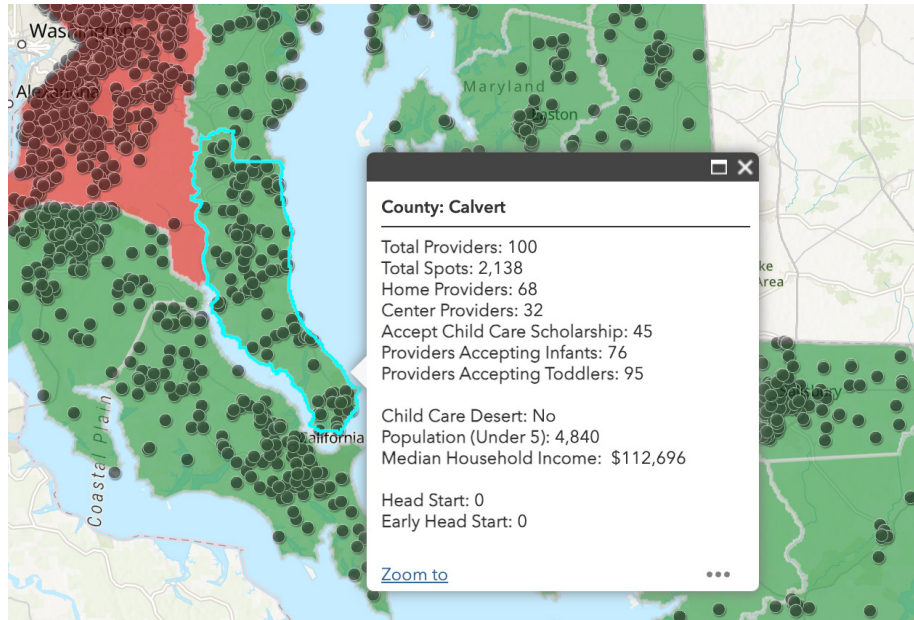 Maryland
County: Calvert
Total Providers: 100
Total Spots: 2,138
Home Providers: 68
Center Providers: 32
Accept Child Care Scholarship: 45
Providers Accepting Infants: 76
Providers Accepting Toddlers: 95
Child Care Desert: No
Population (Under 5): 4,840
Median Household Income: $112,696
Head Start: 0
Early Head Start: 0
Zoom to
Area
California
Coastal Plain